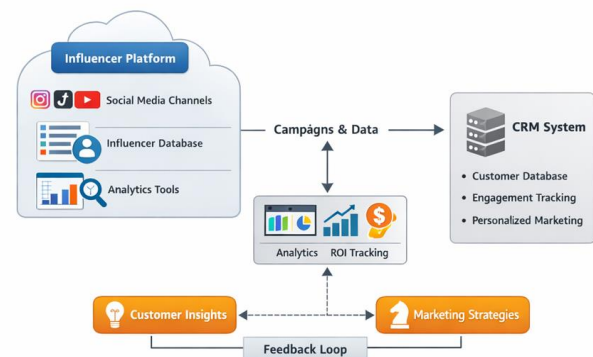 Influencer Platform
Social Media Channels
Influencer Database
Analytics Tools
Campágns & Data
CRM System
• Customer Database
• Engagement Tracking
• Personalized Marketing
Analytics ROI Tracking
Customer Insights
Marketing Strategies
Feedback Loop